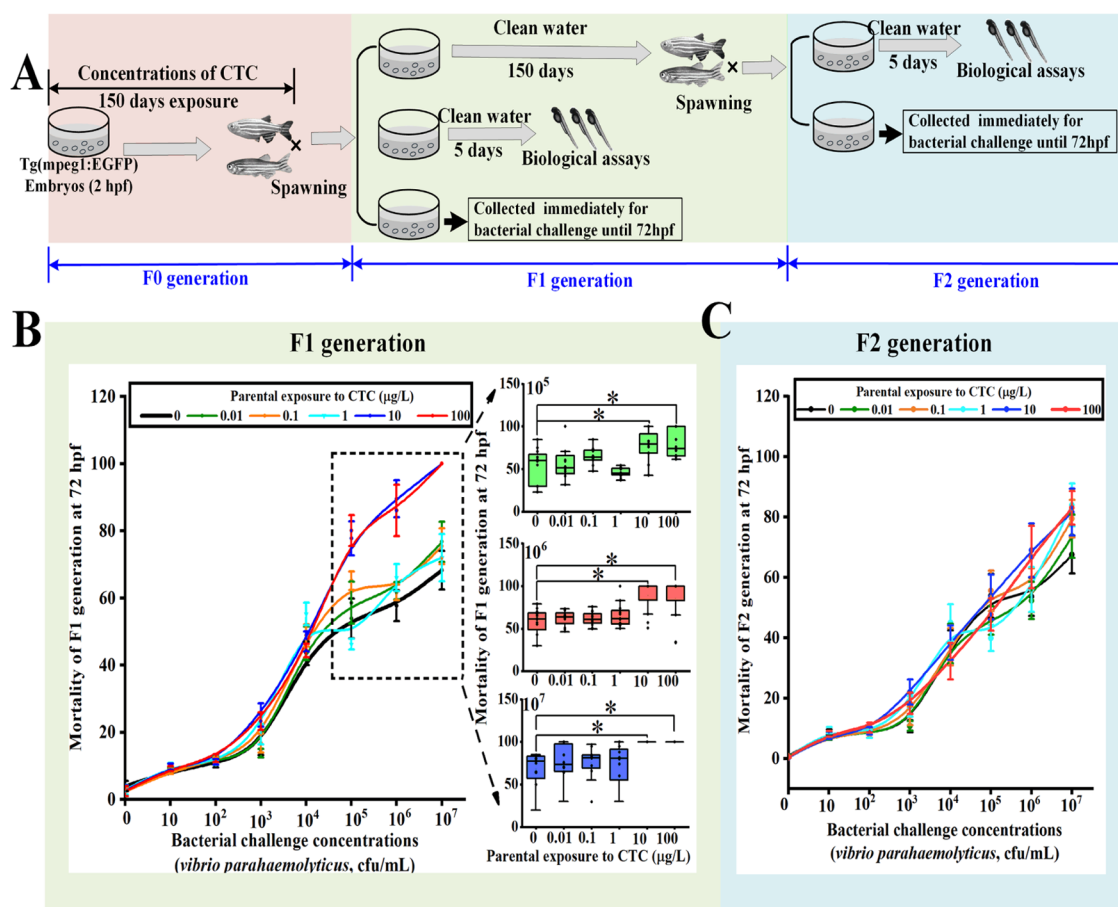 A
Concentrations of CTC
150 days exposure
Tg(mpeg1:EGFP)
Embryos (2 hpf)
×
Spawning
F0 generation
Clean water
150 days
×
Spawning
Clean water
5 days
Biological assays
Collected immediately for
bacterial challenge until 72hpf
F1 generation
Clean water
5 days
Biological assays
Collected immediately for
bacterial challenge until 72hpf
F2 generation
B
F1 generation
Parental exposure to CTC (μg/L)
0 0.01 0.1 1 10 100
Mortality of F1 generation at 72 hpf
120
100
80
60
40
20
0
0 10 10² 10³ 10⁴ 10⁵ 10⁶ 10⁷
Bacterial challenge concentrations
(vibrio parahaemolyticus, cfu/mL)
Mortality of F1 generation at 72 hpf
150
100
50
0
10⁵
*
*
0 0.01 0.1 1 10 100
150
100
50
0
10⁶
*
*
0 0.01 0.1 1 10 100
150
100
50
0
10⁷
*
*
0 0.01 0.1 1 10 100
Parental exposure to CTC (μg/L)
C
F2 generation
Parental exposure to CTC (μg/L)
0 0.01 0.1 1 10 100
Mortality of F2 generation at 72 hpf
120
100
80
60
40
20
0
0 10 10² 10³ 10⁴ 10⁵ 10⁶ 10⁷
Bacterial challenge concentrations
(vibrio parahaemolyticus, cfu/mL)